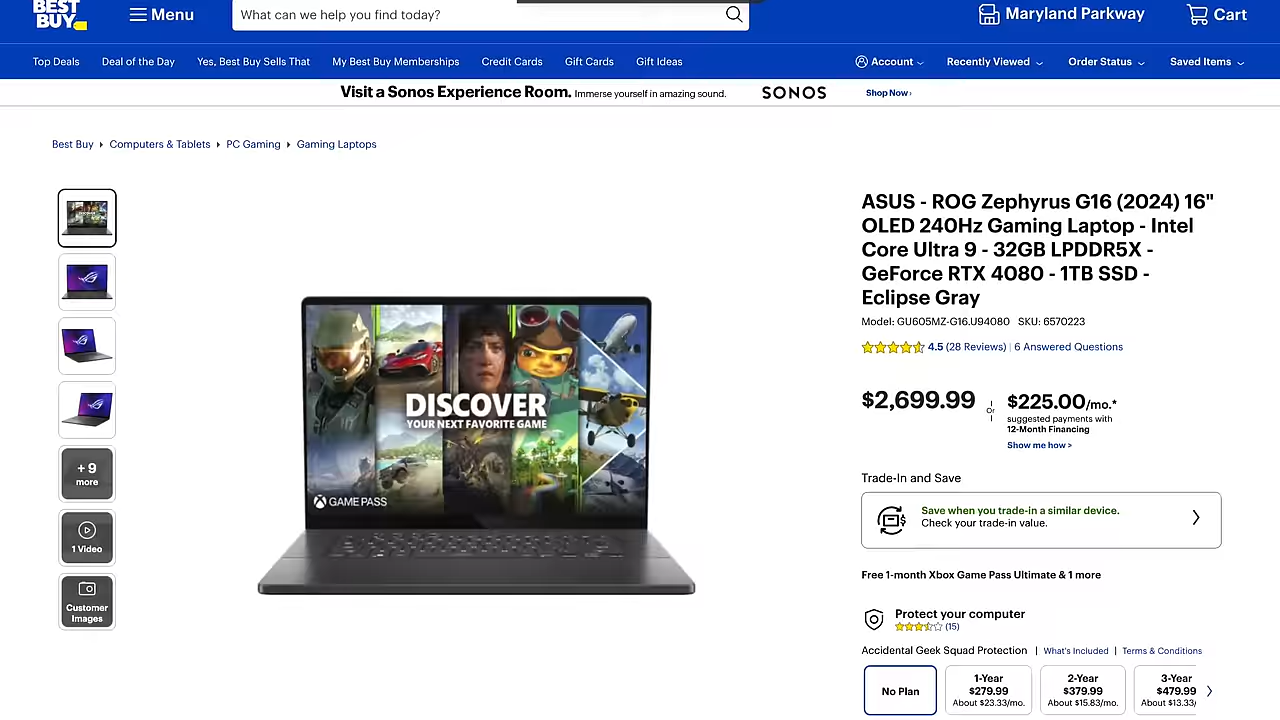 BEST
BUY
Menu
What can we help you find today?
Maryland Parkway
Cart
Top Deals
Deal of the Day
Yes, Best Buy Sells That
My Best Buy Memberships
Credit Cards
Gift Cards
Gift Ideas
Account
Recently Viewed
Order Status
Saved Items
Visit a Sonos Experience Room. Immerse yourself in amazing sound.
SONOS
Shop Now ›
Best Buy
Computers & Tablets
PC Gaming
Gaming Laptops
+ 9
more
1 Video
Customer
Images
DISCOVER
YOUR NEXT FAVORITE GAME
GAME PASS
ASUS - ROG Zephyrus G16 (2024) 16"
OLED 240Hz Gaming Laptop - Intel
Core Ultra 9 - 32GB LPDDR5X -
GeForce RTX 4080 - 1TB SSD -
Eclipse Gray
Model: GU605MZ-G16.U94080 SKU: 6570223
4.5 (28 Reviews) | 6 Answered Questions
$2,699.99
Or
$225.00/mo.*
suggested payments with
12-Month Financing
Show me how >
Trade-In and Save
Save when you trade-in a similar device.
Check your trade-in value.
Free 1-month Xbox Game Pass Ultimate & 1 more
Protect your computer
(15)
Accidental Geek Squad Protection | What's Included | Terms & Conditions
No Plan
1-Year
$279.99
About $23.33/mo.
2-Year
$379.99
About $15.83/mo.
3-Year
$479.99
About $13.33/